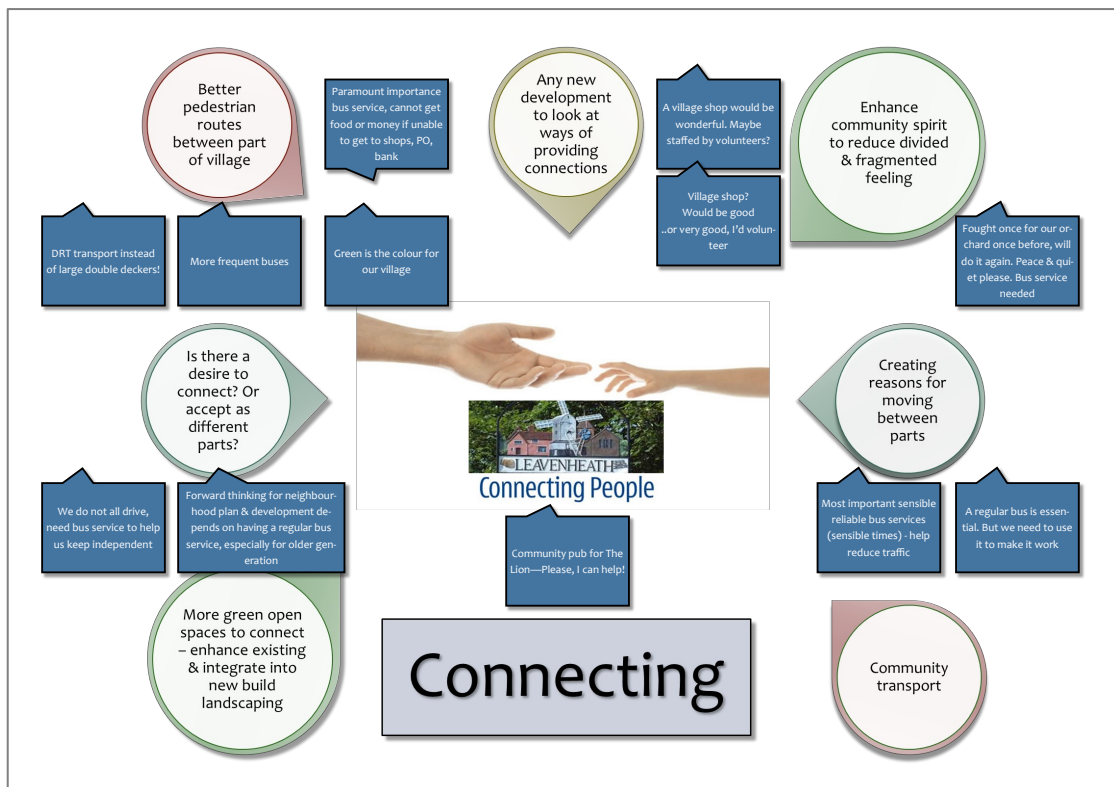 Better
pedestrian
routes
between part
of village
Paramount importance
bus service, cannot get
food or money if unable
to get to shops, PO,
bank
Any new
development
to look at
ways of
providing
connections
A village shop would be
wonderful. Maybe
staffed by volunteers?
Enhance
community spirit
to reduce divided
& fragmented
feeling
Village shop?
Would be good
..or very good, I'd volun-
teer
DRT transport instead
of large double deckers!
More frequent buses
Green is the colour for
our village
Fought once for our or-
chard once before, will
do it again. Peace & qui-
et please. Bus service
needed
Is there a
desire to
connect? Or
accept as
different
parts?
LEAVENHEATH
Connecting People
Creating
reasons for
moving
between
parts
We do not all drive,
need bus service to help
us keep independent
Forward thinking for neighbour-
hood plan & development de-
pends on having a regular bus
service, especially for older gen-
eration
Community pub for The
Lion—Please, I can help!
Most important sensible
reliable bus services
(sensible times) - help
reduce traffic
A regular bus is essen-
tial. But we need to use
it to make it work
More green open
spaces to connect
– enhance existing
& integrate into
new build
landscaping
Connecting
Community
transport